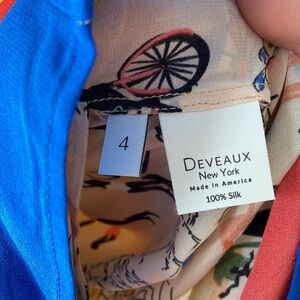 4
DEVEAUX
New York
Made in America
100% Silk